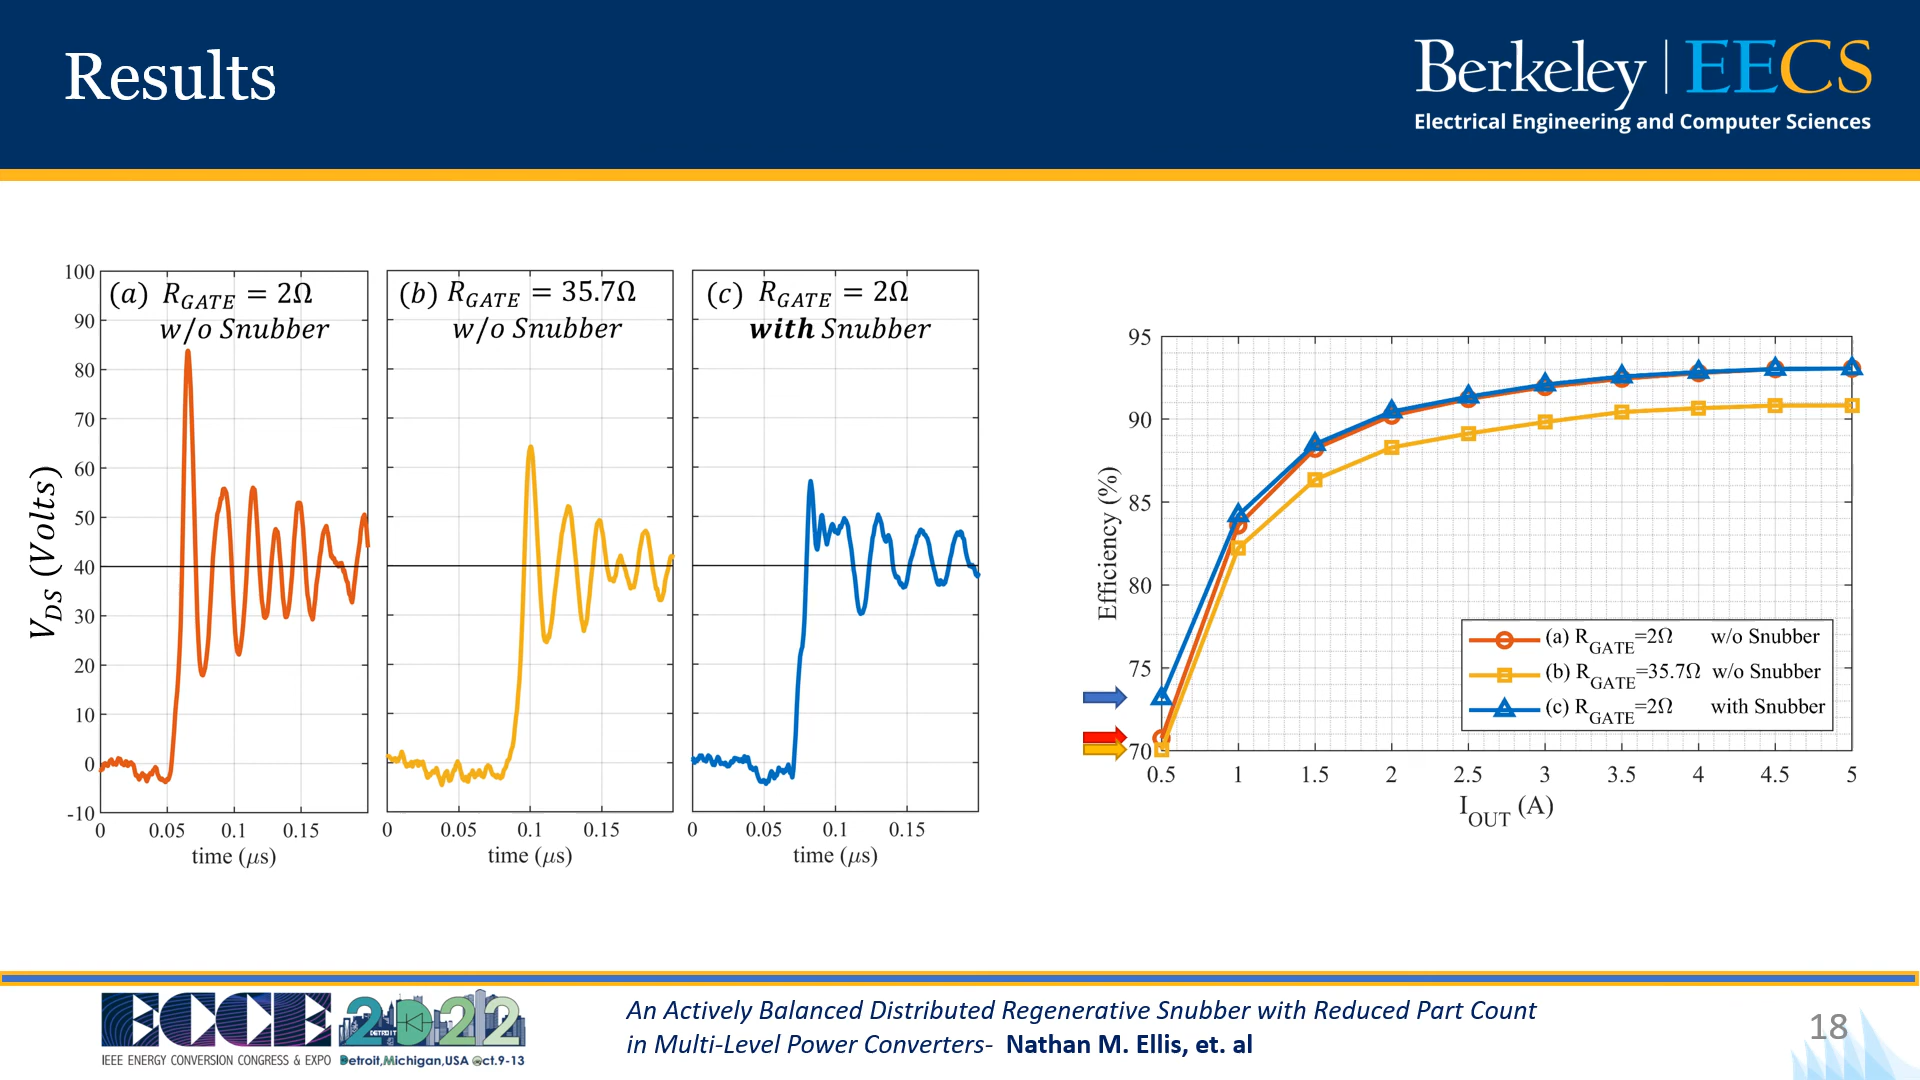 Results
Berkeley EECS
Electrical Engineering and Computer Sciences
(a) R_GATE = 2Ω
w/o Snubber
(b) R_GATE = 35.7Ω
w/o Snubber
(c) R_GATE = 2Ω
with Snubber
V_DS (Volts)
100
90
80
70
60
50
40
30
20
10
0
-10
0 0.05 0.1 0.15
time (μs)
0 0.05 0.1 0.15
time (μs)
0 0.05 0.1 0.15
time (μs)
Efficiency (%)
95
90
85
80
75
70
(a) R_GATE=2Ω w/o Snubber
(b) R_GATE=35.7Ω w/o Snubber
(c) R_GATE=2Ω with Snubber
0.5 1 1.5 2 2.5 3 3.5 4 4.5 5
I_OUT (A)
ECCE 2022
DETROIT
IEEE ENERGY CONVERSION CONGRESS & EXPO Detroit,Michigan,USA Oct.9-13
An Actively Balanced Distributed Regenerative Snubber with Reduced Part Count
in Multi-Level Power Converters- Nathan M. Ellis, et. al
18